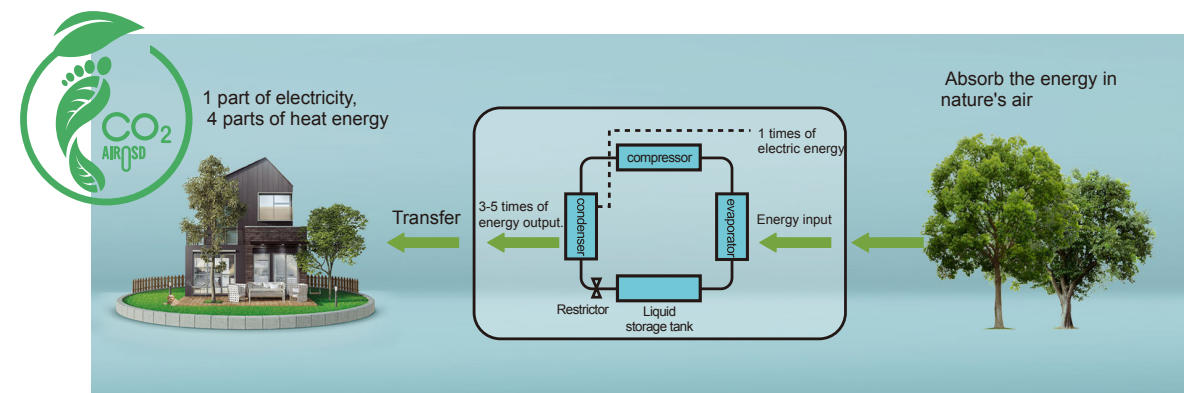 CO2
AIROSD
1 part of electricity,
4 parts of heat energy
Transfer
3-5 times of
energy output.
condenser
compressor
1 times of
electric energy
evaporator
Energy input
Restrictor
Liquid
storage tank
Absorb the energy in
nature's air